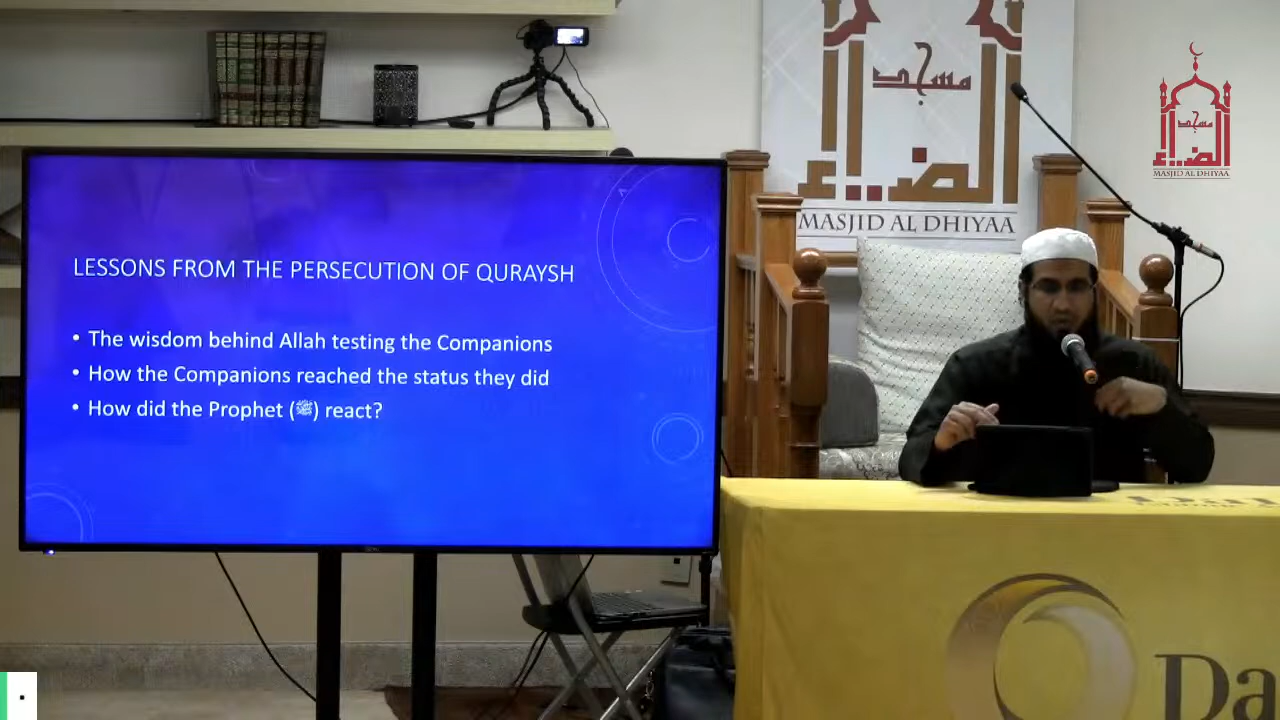 LESSONS FROM THE PERSECUTION OF QURAYSH
• The wisdom behind Allah testing the Companions
• How the Companions reached the status they did
• How did the Prophet (ﷺ) react?
مسجد
الضياء
MASJID AL DHIYAA
مسجد
الضياء
MASJID AL DHIYAA
Da